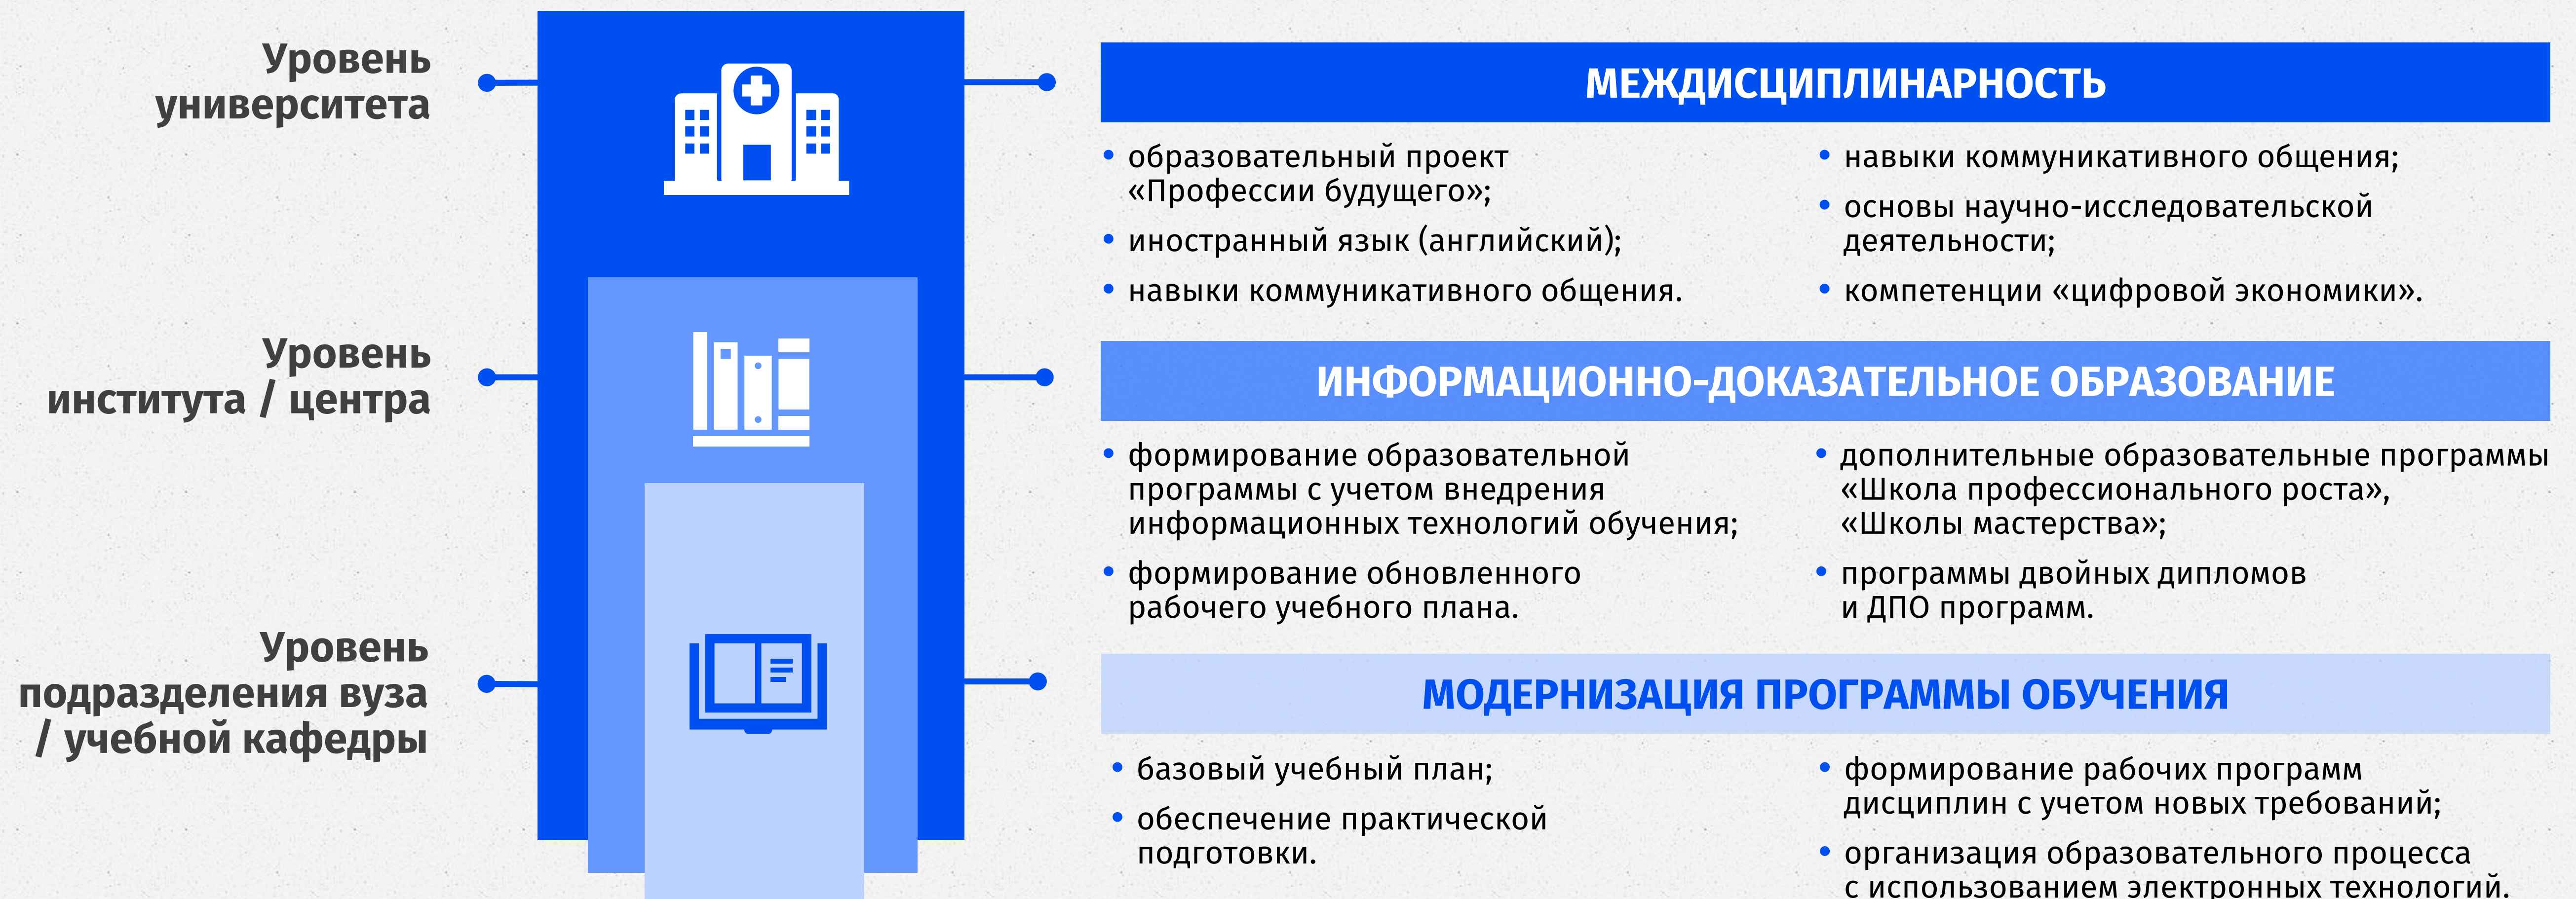 Уровень
университета
МЕЖДИСЦИПЛИНАРНОСТЬ
• образовательный проект
«Профессии будущего»;
• иностранный язык (английский);
• навыки коммуникативного общения.
• навыки коммуникативного общения;
• основы научно-исследовательской
деятельности;
• компетенции «цифровой экономики».
Уровень
института / центра
ИНФОРМАЦИОННО-ДОКАЗАТЕЛЬНОЕ ОБРАЗОВАНИЕ
• формирование образовательной
программы с учетом внедрения
информационных технологий обучения;
• формирование обновленного
рабочего учебного плана.
• дополнительные образовательные программы
«Школа профессионального роста»,
«Школы мастерства»;
• программы двойных дипломов
и ДПО программ.
Уровень
подразделения вуза
/ учебной кафедры
МОДЕРНИЗАЦИЯ ПРОГРАММЫ ОБУЧЕНИЯ
• базовый учебный план;
• обеспечение практической
подготовки.
• формирование рабочих программ
дисциплин с учетом новых требований;
• организация образовательного процесса
с использованием электронных технологий.